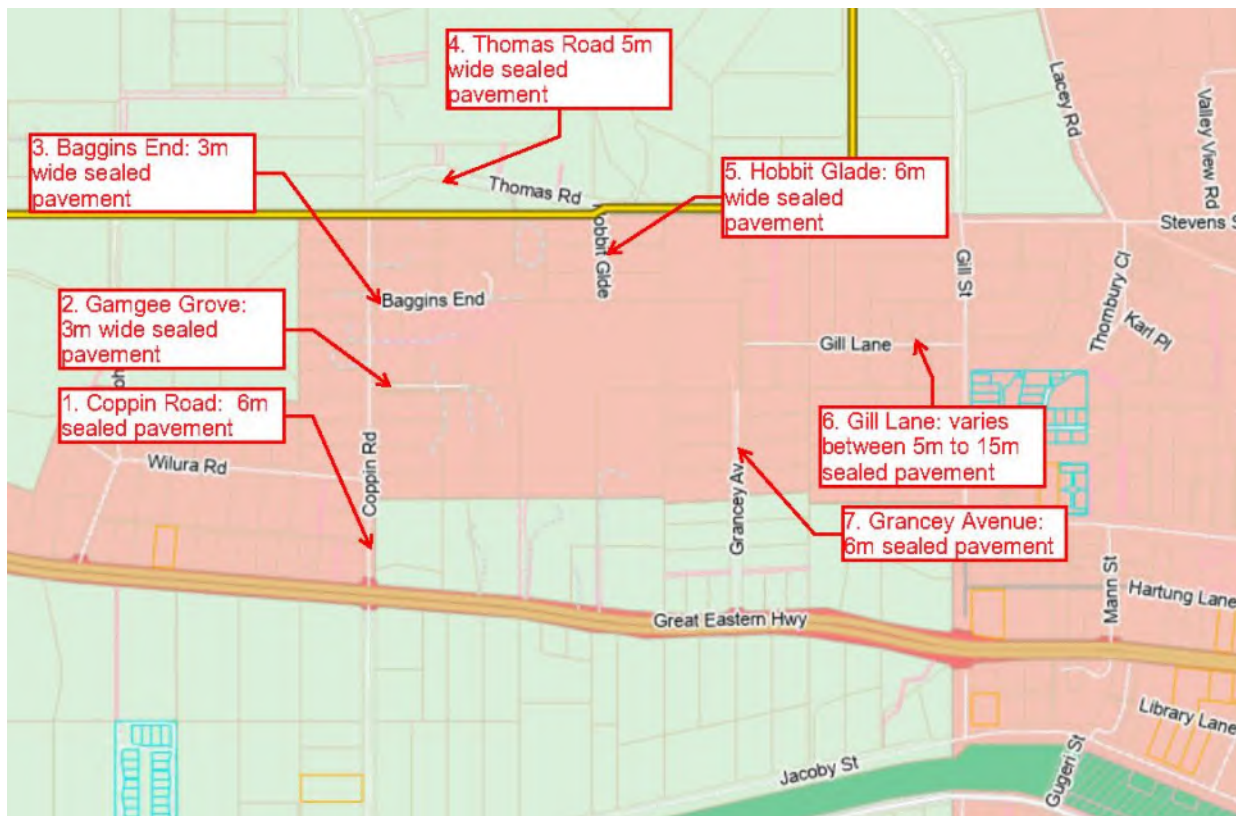 4. Thomas Road 5m
wide sealed
pavement
Lacey Rd
Valley View Rd
3. Baggins End: 3m
wide sealed
pavement
5. Hobbit Glade: 6m
wide sealed
pavement
Thomas Rd
Hobbit Glde
Stevens S
Gill St
Thornbury Cl
Karl Pl
2. Gamgee Grove:
3m wide sealed
pavement
Baggins End
Gill Lane
1. Coppin Road: 6m
sealed pavement
6. Gill Lane: varies
between 5m to 15m
sealed pavement
Wilura Rd
Coppin Rd
Grancey Av
7. Grancey Avenue:
6m sealed pavement
Mann St
Hartung Lane
Great Eastern Hwy
Library Lane
Jacoby St
Gugeri St